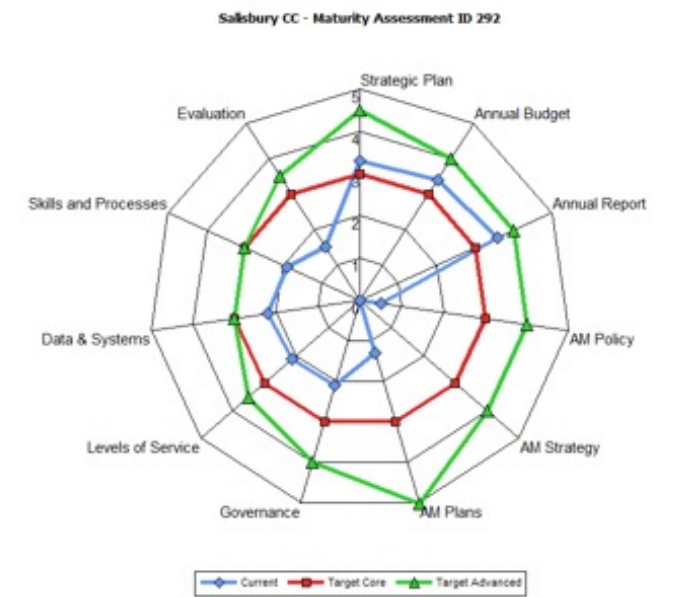 Salisbury CC - Maturity Assessment ID 292
Strategic Plan
Annual Budget
Annual Report
AM Policy
AM Strategy
AM Plans
Governance
Levels of Service
Data & Systems
Skills and Processes
Evaluation
5
4
3
2
1
0
Current
Target Core
Target Advanced